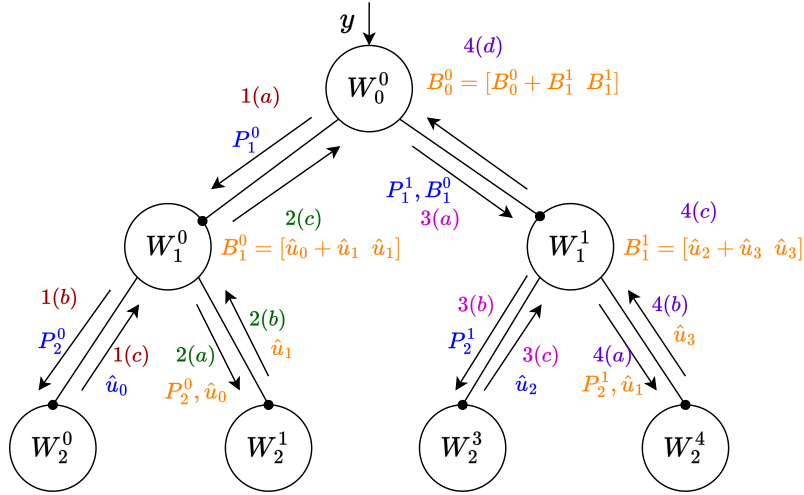 y
4(d)
W_0^0
B_0^0 = [B_0^0 + B_1^1 B_1^1]
1(a)
P_1^0
P_1^1, B_1^0
2(c)
3(a)
4(c)
W_1^0
B_1^0 = [û_0 + û_1 û_1]
W_1^1
B_1^1 = [û_2 + û_3 û_3]
1(b)
3(b)
4(b)
2(b)
P_2^0
P_2^1
û_3
û_1
1(c)
2(a)
3(c)
4(a)
û_0
P_2^0, û_0
û_2
P_2^1, û_1
W_2^0
W_2^1
W_2^3
W_2^4